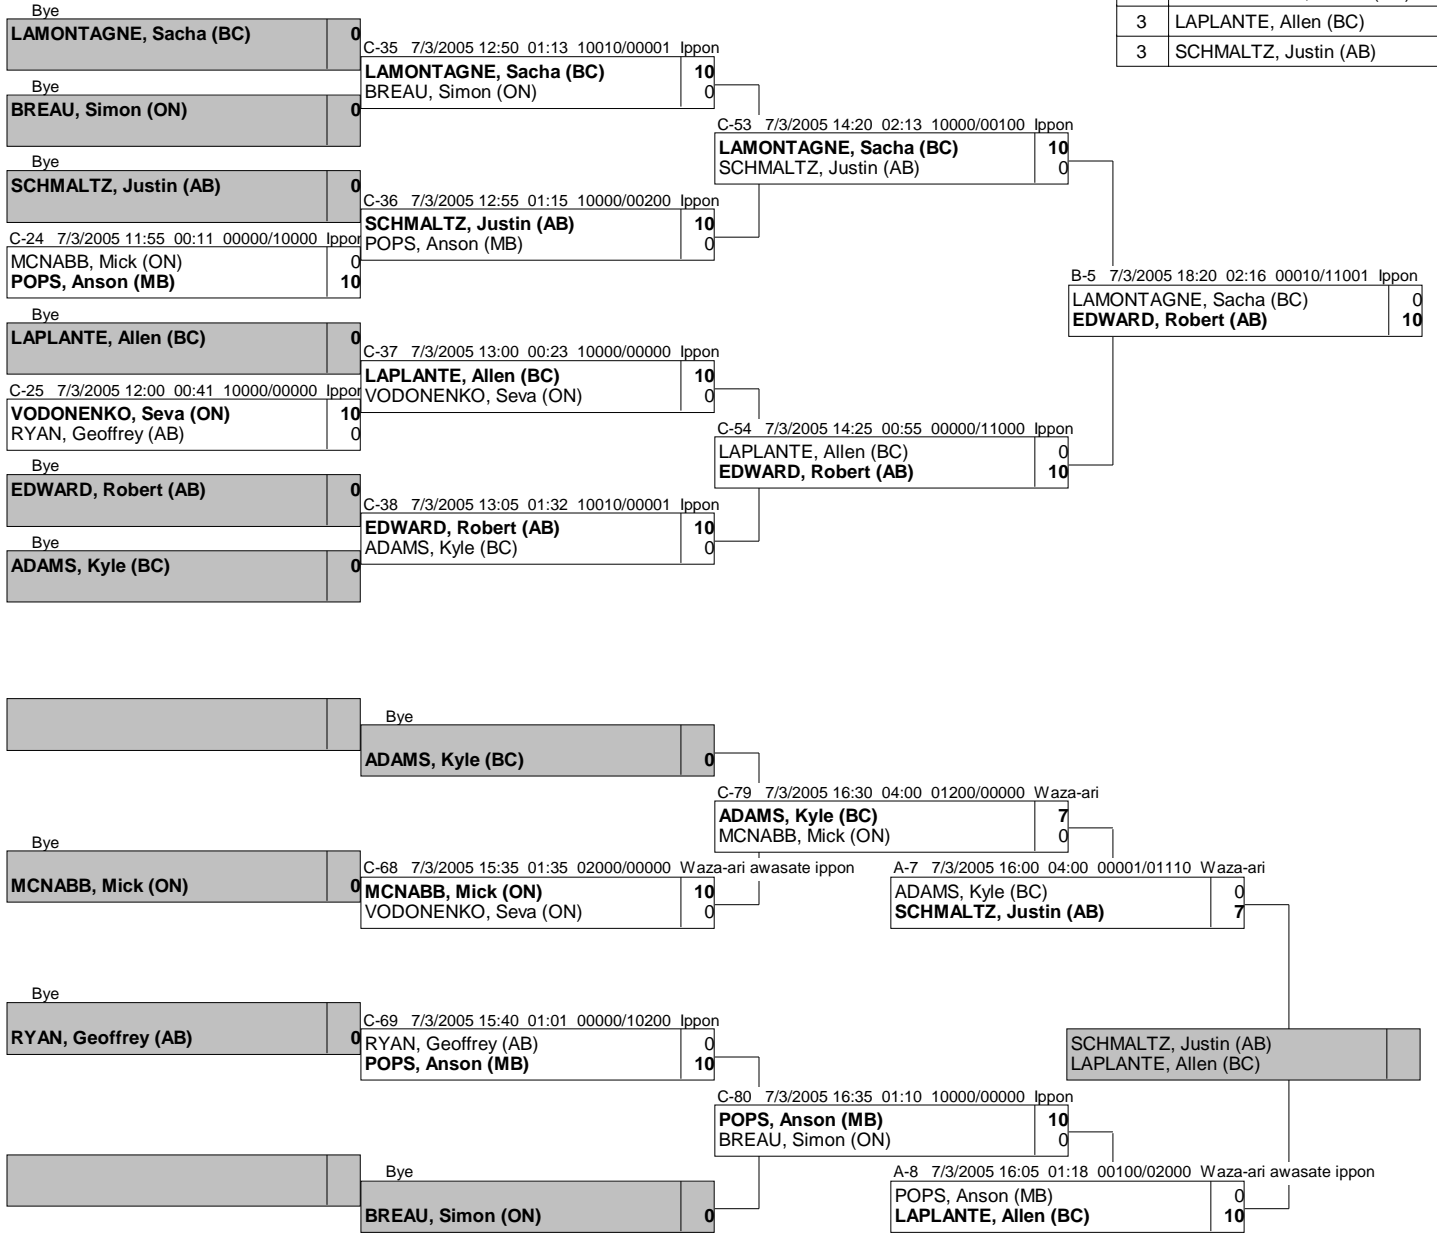 Bye
LAMONTAGNE, Sacha (BC) 0
3 LAPLANTE, Allen (BC)
3 SCHMALTZ, Justin (AB)
C-35 7/3/2005 12:50 01:13 10010/00001 Ippon
LAMONTAGNE, Sacha (BC) 10
BREAU, Simon (ON) 0
Bye
BREAU, Simon (ON) 0
C-53 7/3/2005 14:20 02:13 10000/00100 Ippon
LAMONTAGNE, Sacha (BC) 10
SCHMALTZ, Justin (AB) 0
Bye
SCHMALTZ, Justin (AB) 0
C-36 7/3/2005 12:55 01:15 10000/00200 Ippon
SCHMALTZ, Justin (AB) 10
POPS, Anson (MB) 0
C-24 7/3/2005 11:55 00:11 00000/10000 Ippon
MCNABB, Mick (ON) 0
POPS, Anson (MB) 10
B-5 7/3/2005 18:20 02:16 00010/11001 Ippon
LAMONTAGNE, Sacha (BC) 0
EDWARD, Robert (AB) 10
Bye
LAPLANTE, Allen (BC) 0
C-37 7/3/2005 13:00 00:23 10000/00000 Ippon
LAPLANTE, Allen (BC) 10
VODONENKO, Seva (ON) 0
C-25 7/3/2005 12:00 00:41 10000/00000 Ippon
VODONENKO, Seva (ON) 10
RYAN, Geoffrey (AB) 0
C-54 7/3/2005 14:25 00:55 00000/11000 Ippon
LAPLANTE, Allen (BC) 0
EDWARD, Robert (AB) 10
Bye
EDWARD, Robert (AB) 0
C-38 7/3/2005 13:05 01:32 10010/00001 Ippon
EDWARD, Robert (AB) 10
ADAMS, Kyle (BC) 0
Bye
ADAMS, Kyle (BC) 0
Bye
ADAMS, Kyle (BC) 0
C-79 7/3/2005 16:30 04:00 01200/00000 Waza-ari
ADAMS, Kyle (BC) 7
MCNABB, Mick (ON) 0
Bye
MCNABB, Mick (ON) 0
C-68 7/3/2005 15:35 01:35 02000/00000 Waza-ari awasate ippon
MCNABB, Mick (ON) 10
VODONENKO, Seva (ON) 0
A-7 7/3/2005 16:00 04:00 00001/01110 Waza-ari
ADAMS, Kyle (BC) 0
SCHMALTZ, Justin (AB) 7
Bye
RYAN, Geoffrey (AB) 0
C-69 7/3/2005 15:40 01:01 00000/10200 Ippon
RYAN, Geoffrey (AB) 0
POPS, Anson (MB) 10
SCHMALTZ, Justin (AB)
LAPLANTE, Allen (BC)
C-80 7/3/2005 16:35 01:10 10000/00000 Ippon
POPS, Anson (MB) 10
BREAU, Simon (ON) 0
Bye
BREAU, Simon (ON) 0
A-8 7/3/2005 16:05 01:18 00100/02000 Waza-ari awasate ippon
POPS, Anson (MB) 0
LAPLANTE, Allen (BC) 10